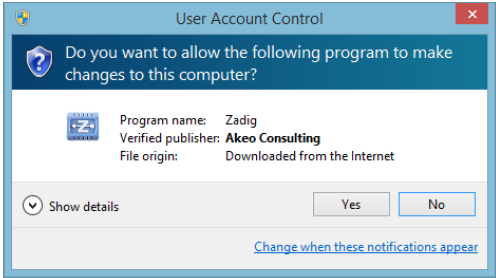 User Account Control
Do you want to allow the following program to make
changes to this computer?
Program name: Zadig
Verified publisher: Akeo Consulting
File origin: Downloaded from the Internet
Show details
Yes
No
Change when these notifications appear